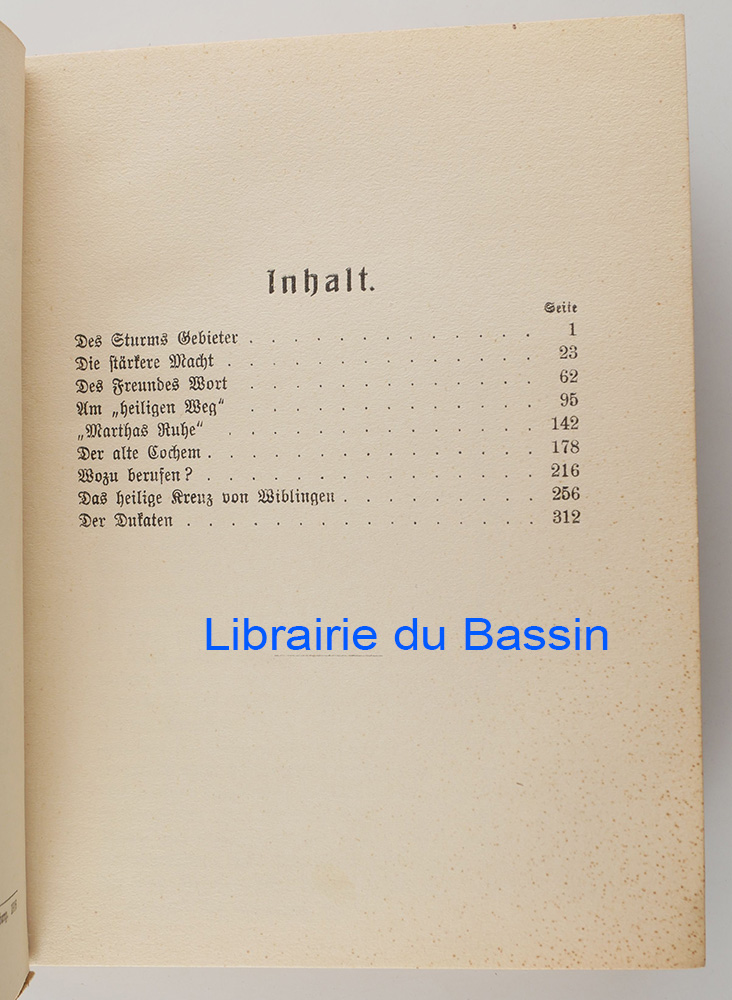 Inhalt.
Seite
Des Sturms Gebieter . . . . . . . . . . . . . 1
Die stärkere Macht . . . . . . . . . . . . . . 23
Des Freundes Wort . . . . . . . . . . . . . 62
Am „heiligen Weg“ . . . . . . . . . . . . . 95
„Marthas Ruhe“ . . . . . . . . . . . . . . 142
Der alte Cochem . . . . . . . . . . . . . . . 178
Wozu berufen? . . . . . . . . . . . . . . . 216
Das heilige Kreuz von Wiblingen . . . . . . . . . 256
Der Dukaten . . . . . . . . . . . . . . . . 312
Librairie du Bassin